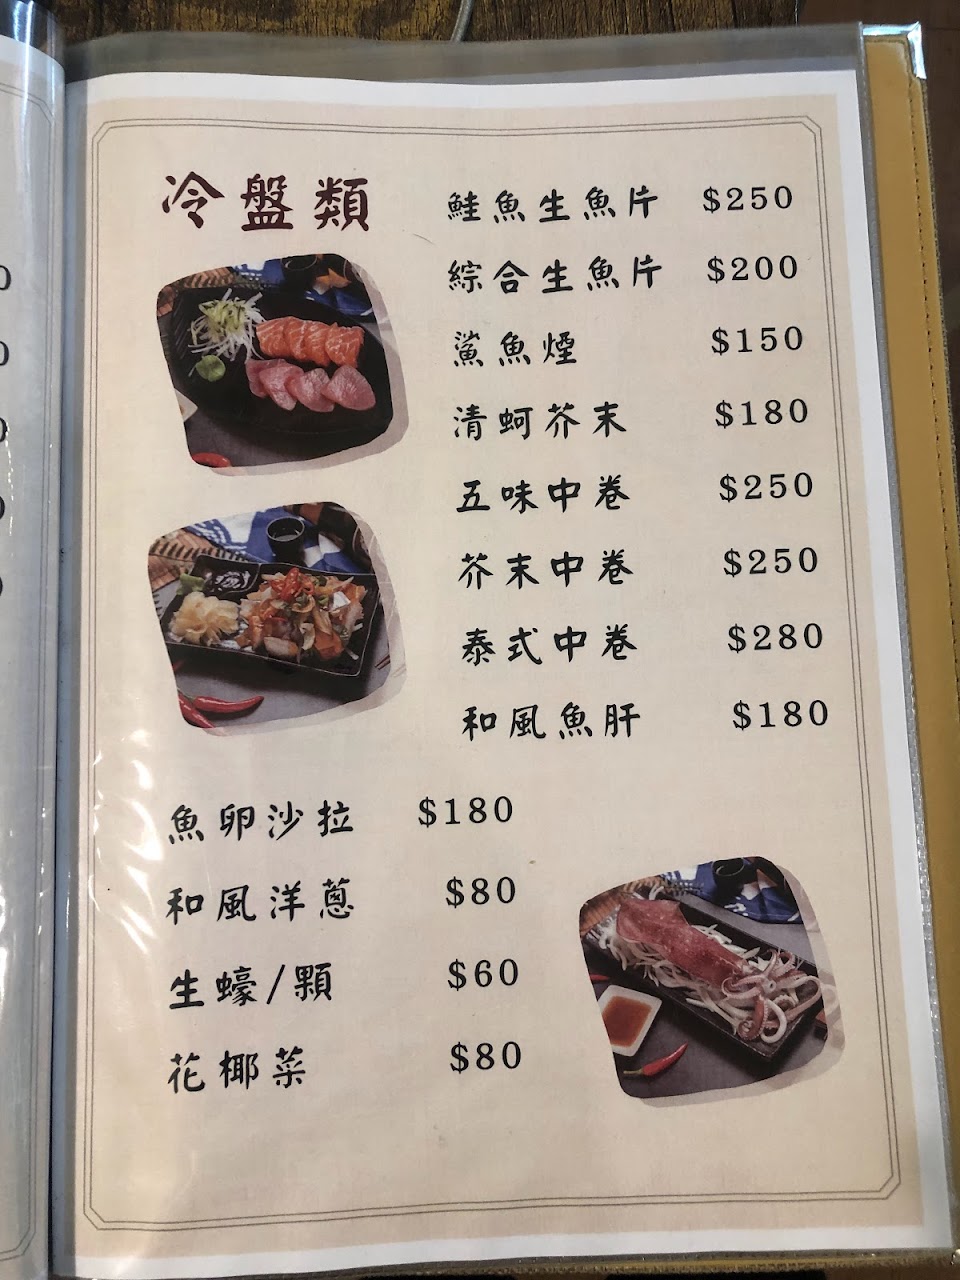 冷盤類
鮭魚生魚片 $250
綜合生魚片 $200
鯊魚煙 $150
清蚵芥末 $180
五味中卷 $250
芥末中卷 $250
泰式中卷 $280
和風魚肝 $180
魚卵沙拉 $180
和風洋蔥 $80
生蠔/顆 $60
花椰菜 $80